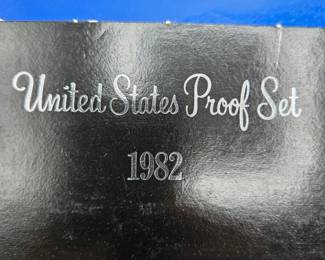 United States Proof Set
1982